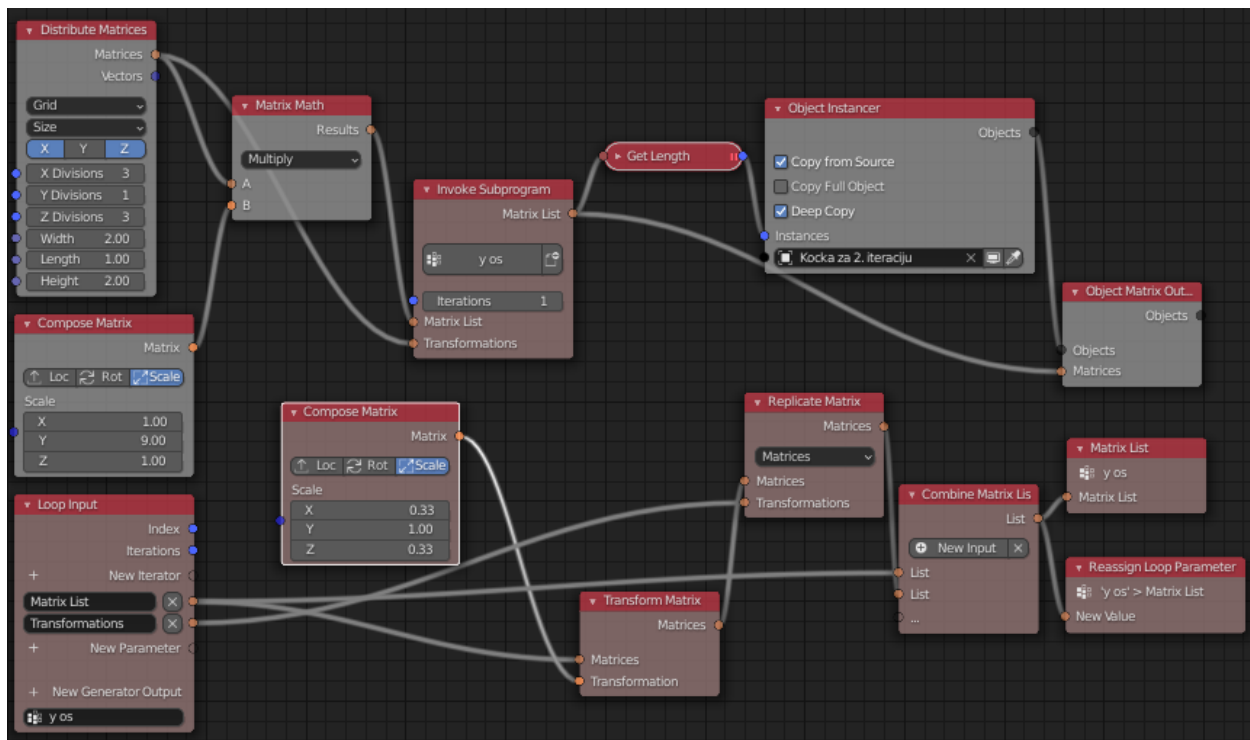 Distribute Matrices
Matrices
Vectors
Grid
Size
X Y Z
X Divisions 3
Y Divisions 1
Z Divisions 3
Width 2.00
Length 1.00
Height 2.00
Matrix Math
Results
Multiply
A
B
Invoke Subprogram
Matrix List
y os
Iterations 1
Matrix List
Transformations
Get Length
Object Instancer
Objects
Copy from Source
Copy Full Object
Deep Copy
Instances
Kocka za 2. iteraciju
Object Matrix Out...
Objects
Objects
Matrices
Compose Matrix
Matrix
Loc Rot Scale
Scale
X 1.00
Y 9.00
Z 1.00
Compose Matrix
Matrix
Loc Rot Scale
Scale
X 0.33
Y 1.00
Z 0.33
Loop Input
Index
Iterations
New Iterator
Matrix List
Transformations
New Parameter
New Generator Output
y os
Transform Matrix
Matrices
Matrices
Transformation
Replicate Matrix
Matrices
Matrices
Matrices
Transformations
Combine Matrix Lis
List
New Input
List
List
...
Matrix List
y os
Matrix List
Reassign Loop Parameter
'y os' > Matrix List
New Value